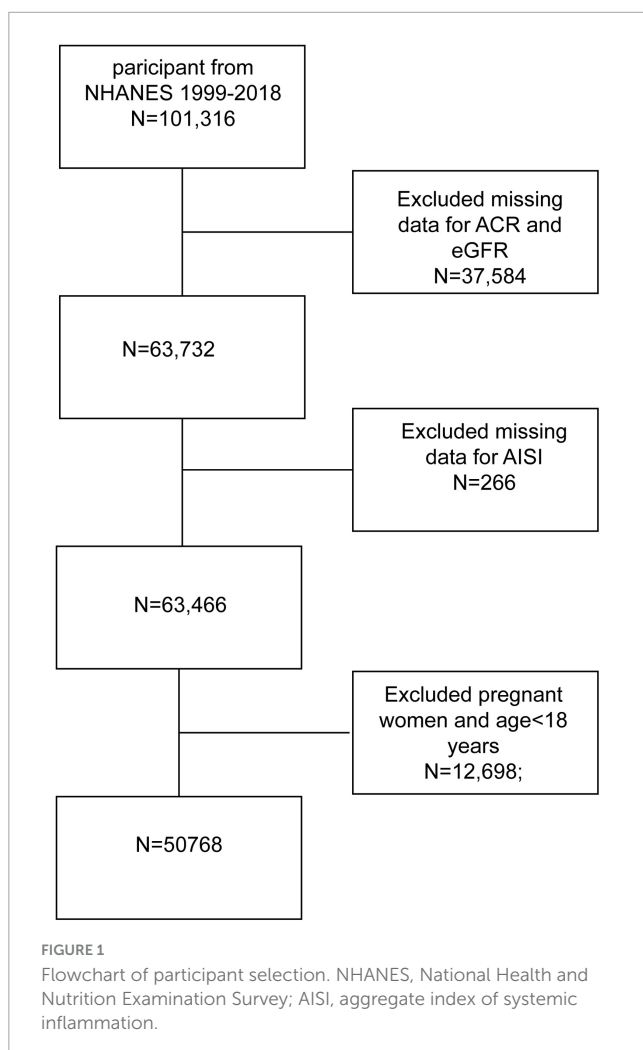 paricipant from
NHANES 1999-2018
N=101,316
Excluded missing
data for ACR and
eGFR
N=37,584
N=63,732
Excluded missing
data for AISI
N=266
N=63,466
Excluded pregnant
women and age<18
years
N=12,698;
N=50768
FIGURE 1
Flowchart of participant selection. NHANES, National Health and
Nutrition Examination Survey; AISI, aggregate index of systemic
inflammation.